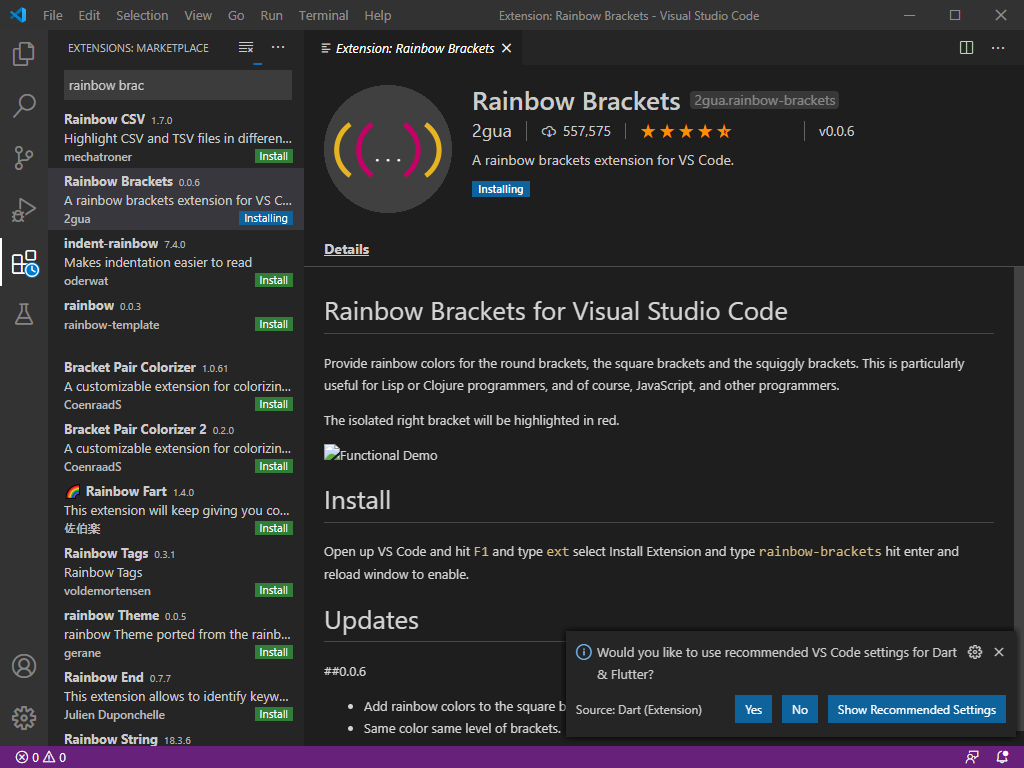 File Edit Selection View Go Run Terminal Help
Extension: Rainbow Brackets - Visual Studio Code
EXTENSIONS: MARKETPLACE
rainbow brac
Rainbow CSV 1.7.0
Highlight CSV and TSV files in differen...
mechatroner Install
Rainbow Brackets 0.0.6
A rainbow brackets extension for VS C...
2gua Installing
indent-rainbow 7.4.0
Makes indentation easier to read
oderwat Install
rainbow 0.0.3
rainbow-template Install
Bracket Pair Colorizer 1.0.61
A customizable extension for colorizin...
CoenraadS Install
Bracket Pair Colorizer 2 0.2.0
A customizable extension for colorizin...
CoenraadS Install
🌈 Rainbow Fart 1.4.0
This extension will keep giving you co...
佐伯楽 Install
Rainbow Tags 0.3.1
Rainbow Tags
voldemortensen Install
rainbow Theme 0.0.5
rainbow Theme ported from the rainb...
gerane Install
Rainbow End 0.7.7
This extension allows to identify keyw...
Julien Duponchelle Install
Rainbow String 18.3.6
Extension: Rainbow Brackets
(( ... ))
Rainbow Brackets 2gua.rainbow-brackets
2gua 557,575 v0.0.6
A rainbow brackets extension for VS Code.
Installing
Details
Rainbow Brackets for Visual Studio Code
Provide rainbow colors for the round brackets, the square brackets and the squiggly brackets. This is particularly
useful for Lisp or Clojure programmers, and of course, JavaScript, and other programmers.
The isolated right bracket will be highlighted in red.
Functional Demo
Install
Open up VS Code and hit F1 and type ext select Install Extension and type rainbow-brackets hit enter and
reload window to enable.
Updates
##0.0.6
• Add rainbow colors to the square b
• Same color same level of brackets.
Would you like to use recommended VS Code settings for Dart
& Flutter?
Source: Dart (Extension) Yes No Show Recommended Settings
0 0